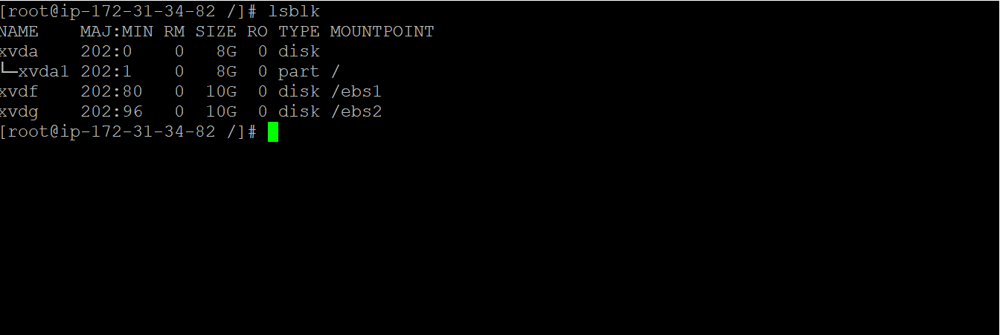 [root@ip-172-31-34-82 /]# lsblk
NAME    MAJ:MIN RM SIZE RO TYPE MOUNTPOINT
xvda    202:0    0   8G  0 disk
└─xvda1 202:1    0   8G  0 part /
xvdf    202:80   0  10G  0 disk /ebs1
xvdg    202:96   0  10G  0 disk /ebs2
[root@ip-172-31-34-82 /]#